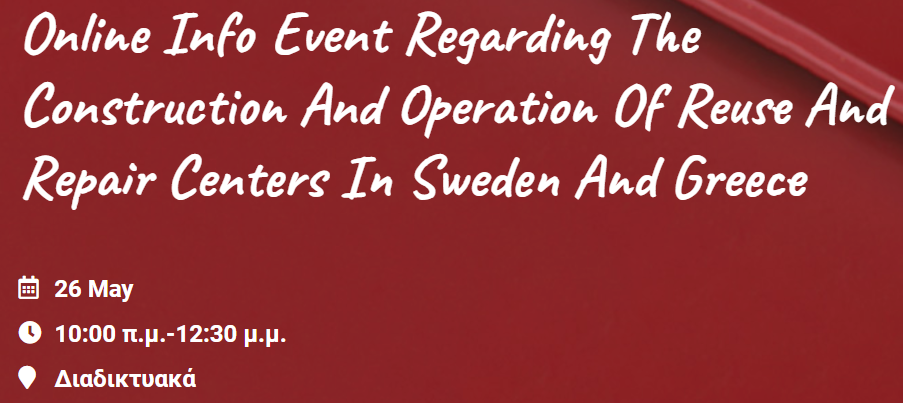 Online Info Event Regarding The
Construction And Operation Of Reuse And
Repair Centers In Sweden And Greece
26 May
10:00 π.μ.-12:30 μ.μ.
Διαδικτυακά